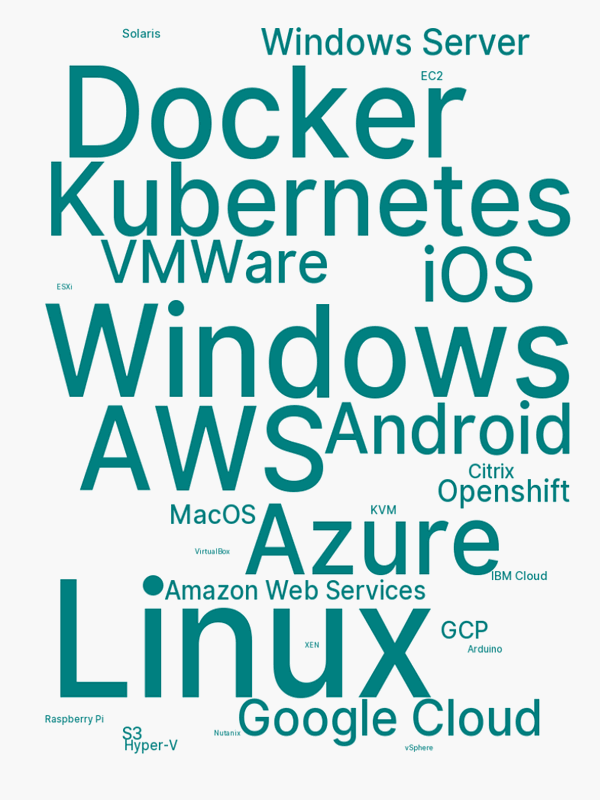 Solaris
Windows Server
EC2
Docker
Kubernetes
VMWare
iOS
ESXi
Windows
AWS
Android
Citrix
Openshift
MacOS
KVM
Azure
VirtualBox
IBM Cloud
Amazon Web Services
Linux
GCP
XEN
Arduino
Google Cloud
Raspberry Pi
S3
Nutanix
Hyper-V
vSphere